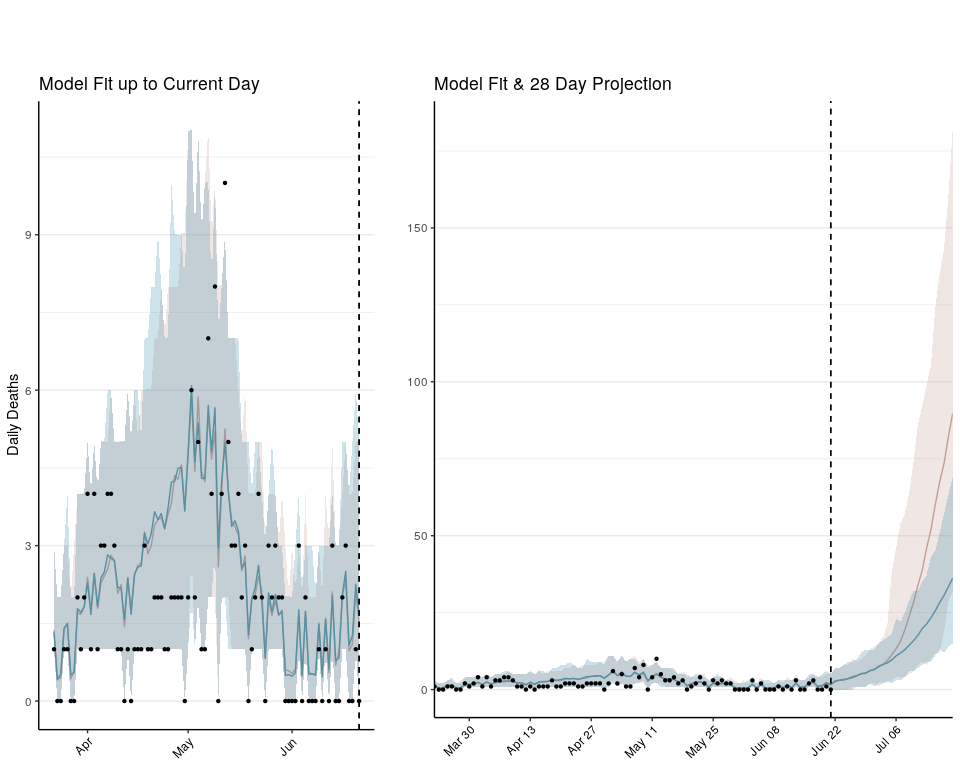 Model Fit up to Current Day
Daily Deaths
9
6
3
0
Apr
May
Jun
Model Fit & 28 Day Projection
150
100
50
0
Mar 30
Apr 13
Apr 27
May 11
May 25
Jun 08
Jun 22
Jul 06